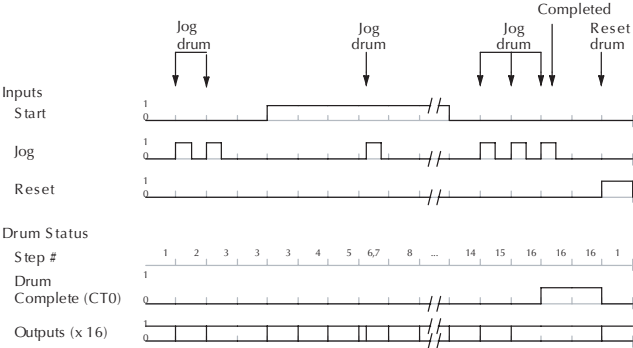 Completed
Jog drum
Jog drum
Jog drum
Reset drum
Inputs
Start
1
0
Jog
1
0
Reset
1
0
Drum Status
Step #
1 2 3 3 3 4 5 6,7 8 ... 14 15 16 16 16 1
Drum
Complete (CT0)
1
0
Outputs (x 16)
1
0